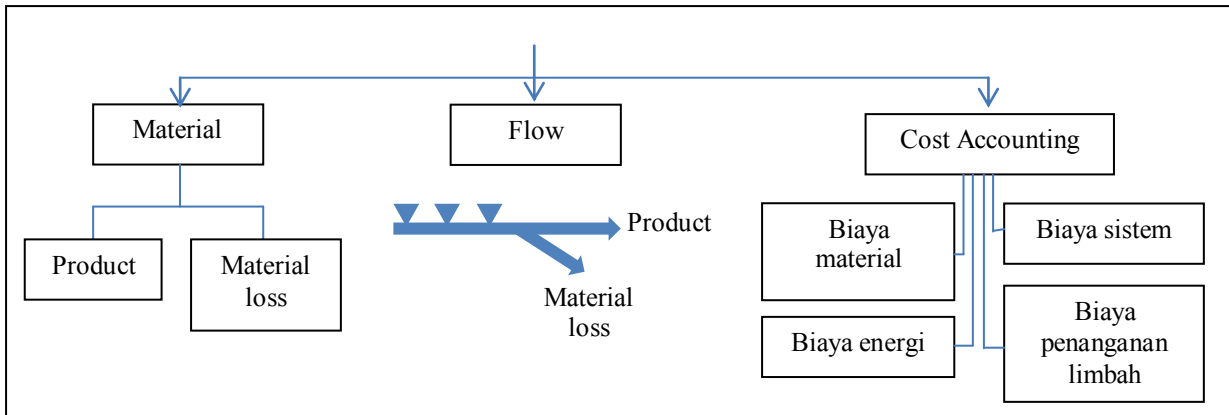 Material
Flow
Cost Accounting
Product
Material
loss
Product
Material
loss
Biaya
material
Biaya sistem
Biaya energi
Biaya
penanganan
limbah